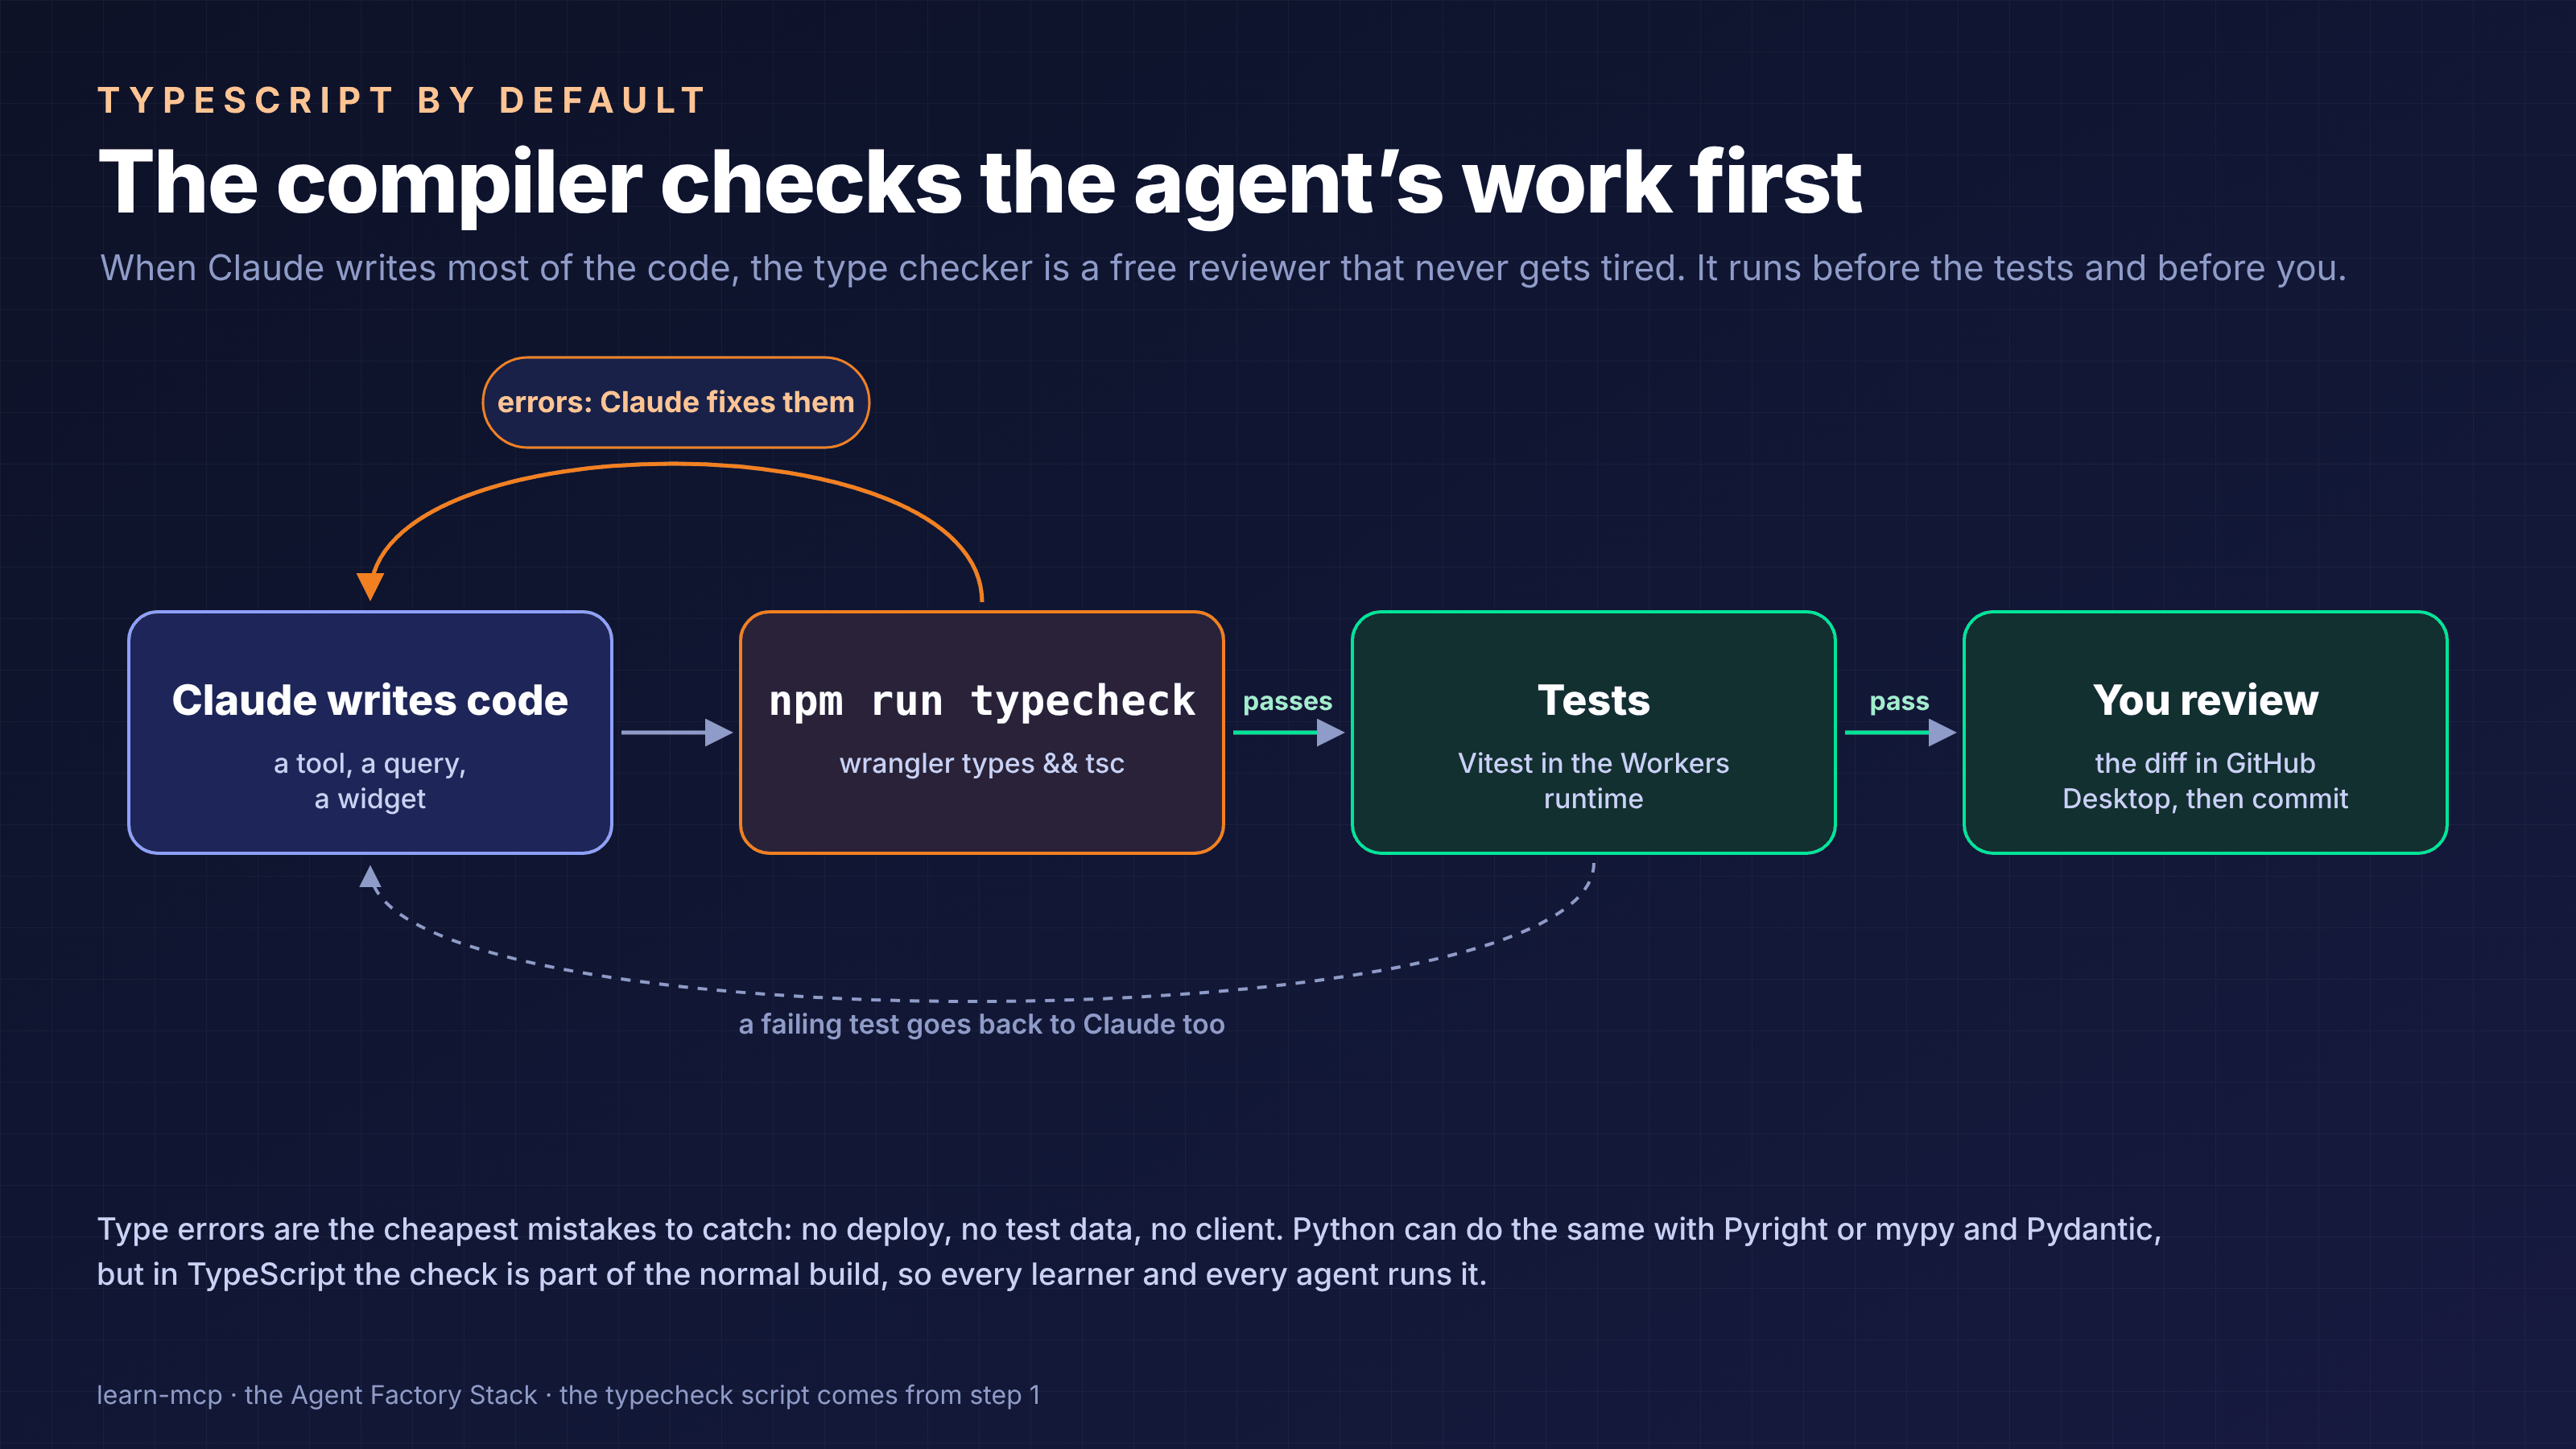 TYPESCRIPT BY DEFAULT
The compiler checks the agent’s work first
When Claude writes most of the code, the type checker is a free reviewer that never gets tired. It runs before the tests and before you.
errors: Claude fixes them
Claude writes code
a tool, a query,
a widget
npm run typecheck
wrangler types && tsc
passes
Tests
Vitest in the Workers
runtime
pass
You review
the diff in GitHub
Desktop, then commit
a failing test goes back to Claude too
Type errors are the cheapest mistakes to catch: no deploy, no test data, no client. Python can do the same with Pyright or mypy and Pydantic,
but in TypeScript the check is part of the normal build, so every learner and every agent runs it.
learn-mcp · the Agent Factory Stack · the typecheck script comes from step 1